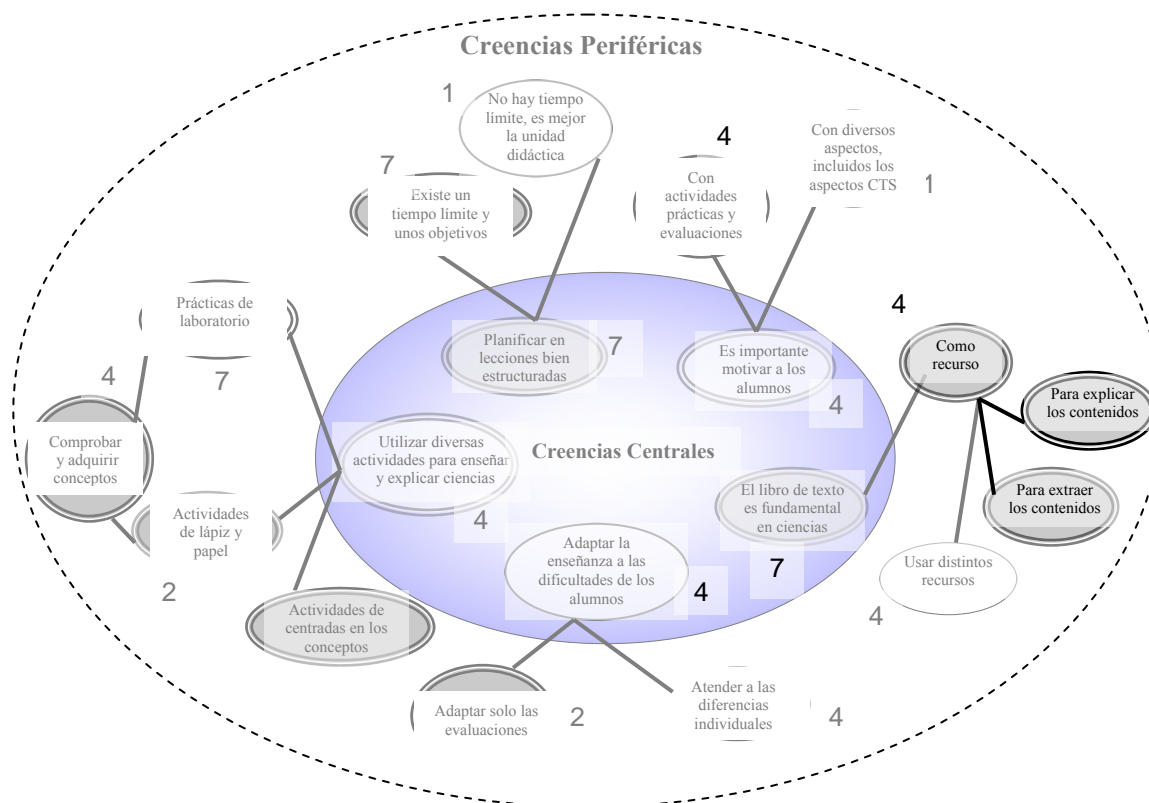 Creencias Periféricas
1
No hay tiempo
límite, es mejor
la unidad
didáctica
7
Existe un
tiempo límite y
unos objetivos
4
Con
actividades
prácticas y
evaluaciones
Con diversos
aspectos,
incluidos los
aspectos CTS
1
Prácticas de
laboratorio
7
4
Comprobar
y adquirir
conceptos
Actividades
de lápiz y
papel
2
Actividades de
centradas en los
conceptos
Planificar en
lecciones bien
estructuradas
7
Es importante
motivar a los
alumnos
4
Utilizar diversas
actividades para enseñar
y explicar ciencias
4
Creencias Centrales
El libro de texto
es fundamental
en ciencias
7
Adaptar la
enseñanza a las
dificultades de los
alumnos
4
4
Como
recurso
Para explicar
los contenidos
Para extraer
los contenidos
Usar distintos
recursos
4
Adaptar solo las
evaluaciones
2
Atender a las
diferencias
individuales
4